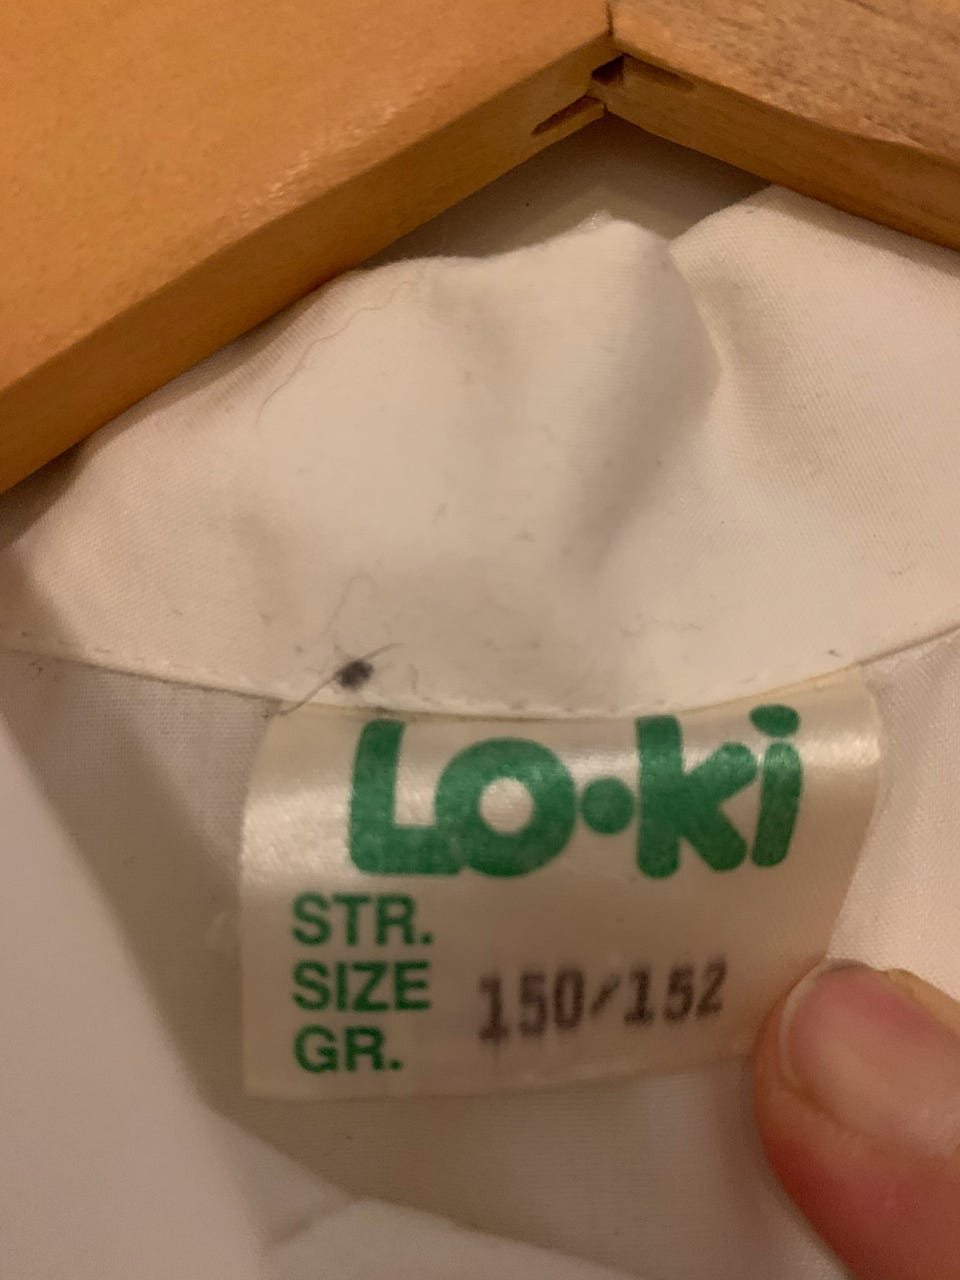 Lo·ki
STR.
SIZE 150/152
GR.